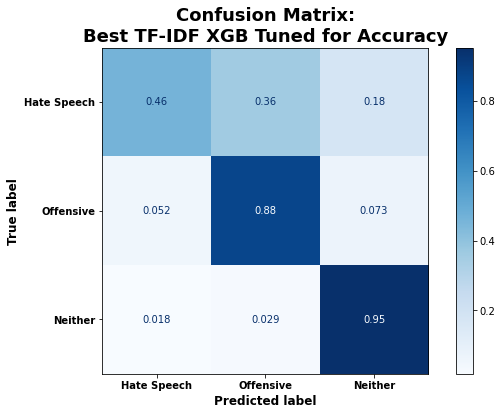 Confusion Matrix:
Best TF-IDF XGB Tuned for Accuracy
True label
Hate Speech
0.46
0.36
0.18
Offensive
0.052
0.88
0.073
Neither
0.018
0.029
0.95
Hate Speech
Offensive
Neither
Predicted label
0.8
0.6
0.4
0.2